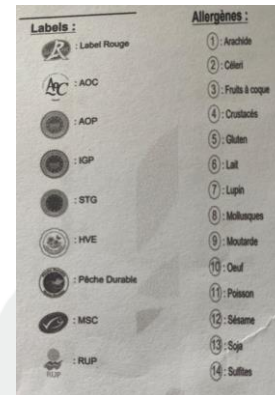 Labels :
: Label Rouge
AOC : AOC
: AOP
: IGP
: STG
: HVE
: Pêche Durable
: MSC
RUP : RUP
Allergènes :
1 : Arachide
2 : Céleri
3 : Fruits à coque
4 : Crustacés
5 : Gluten
6 : Lait
7 : Lupin
8 : Mollusques
9 : Moutarde
10 : Oeuf
11 : Poisson
12 : Sésame
13 : Soja
14 : Sulfites